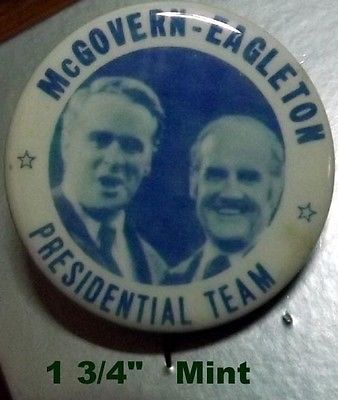 McGOVERN-EAGLETON
PRESIDENTIAL TEAM
1 3/4" Mint